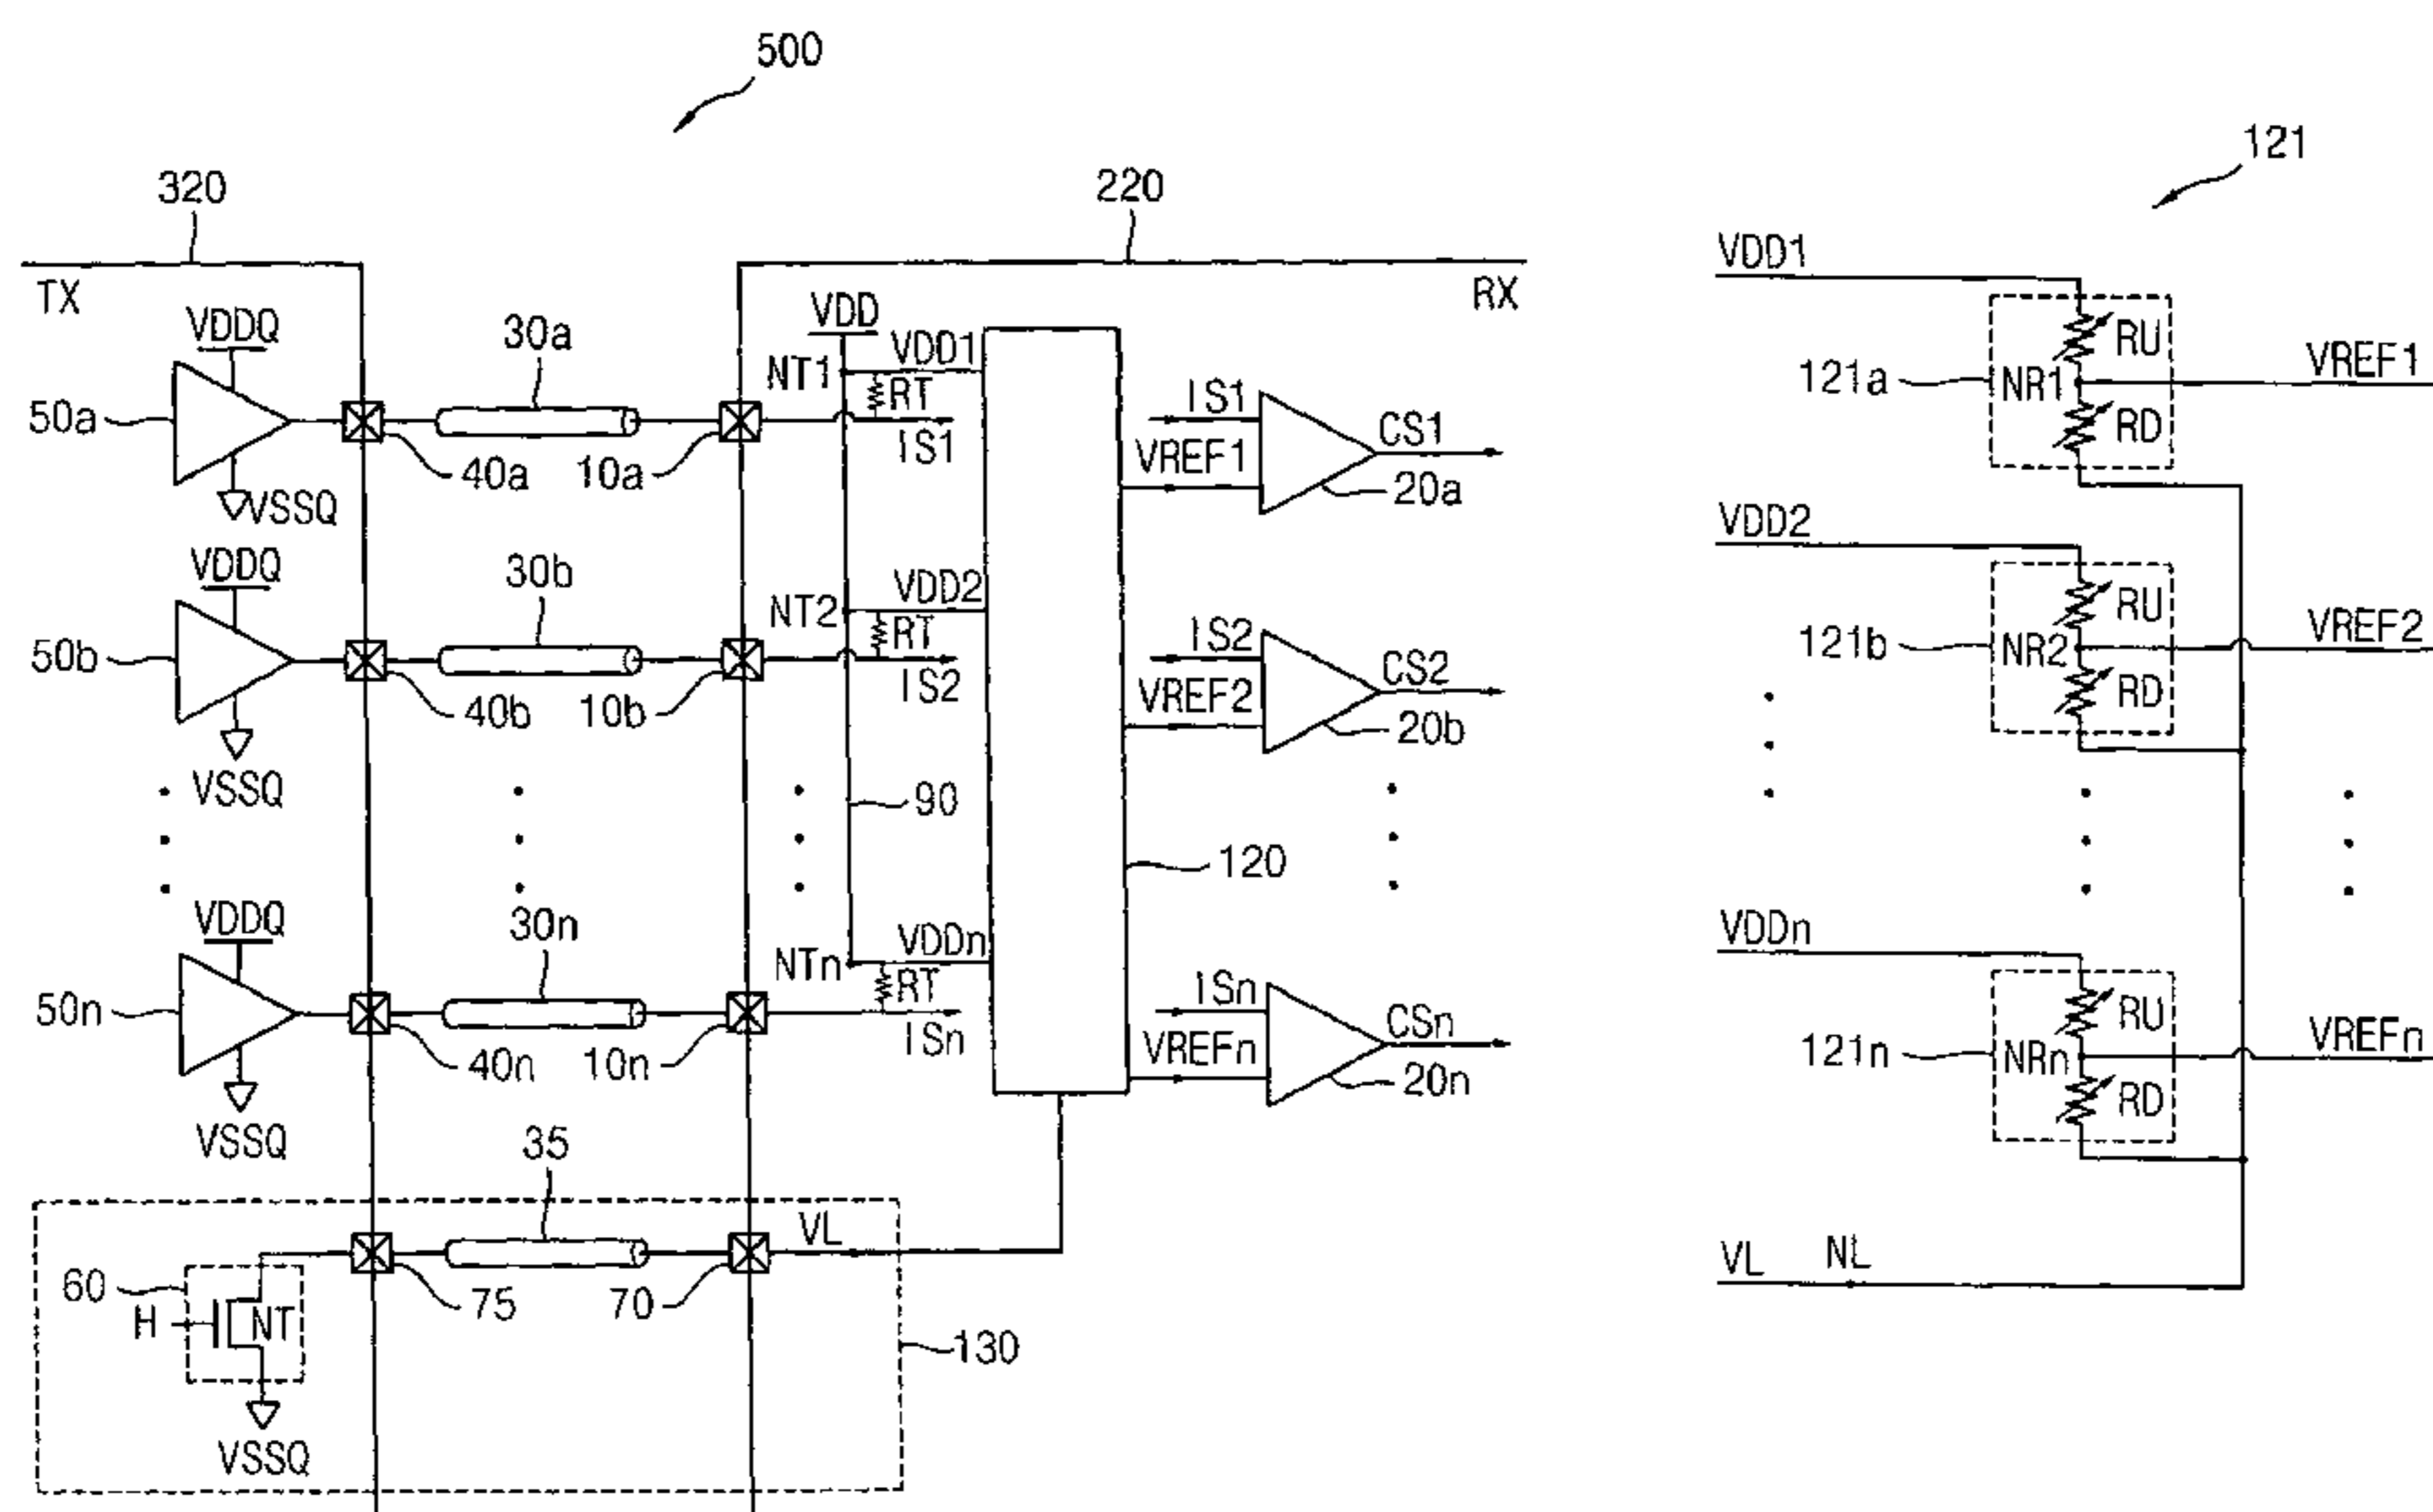 500
320
220
TX
RX
VDDQ
30a
VDD
NT1
VDD1
RT
50a
IS1
IS1
CS1
40a
10a
VREF1
20a
VSSQ
VDDQ
30b
NT2
VDD2
RT
50b
IS2
IS2
CS2
40b
10b
VREF2
20b
VSSQ
90
120
VDDQ
30n
NTn
VDDn
RT
50n
ISn
ISn
CSn
40n
10n
VREFn
20n
VSSQ
35
VL
60
75
70
H
NT
130
VSSQ
121
VDD1
RU
VREF1
121a
NR1
RD
VDD2
RU
VREF2
121b
NR2
RD
VDDn
RU
VREFn
121n
NRn
RD
VL
NL